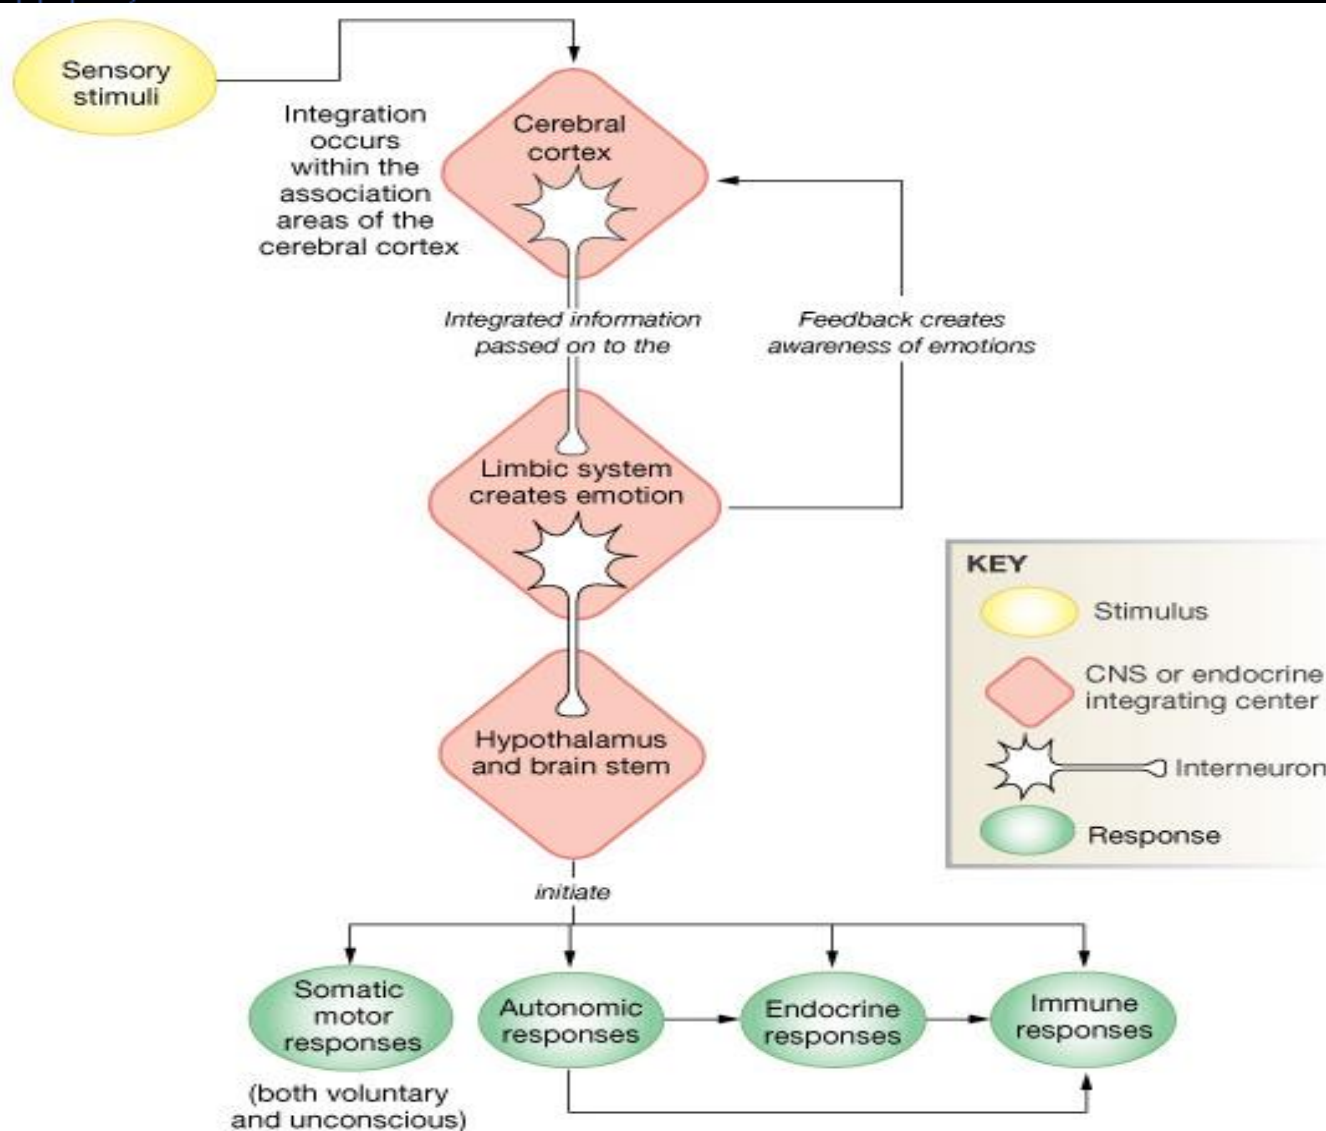 Sensory
stimuli
Integration
occurs
within the
association
areas of the
cerebral cortex
Cerebral
cortex
Integrated information
passed on to the
Feedback creates
awareness of emotions
Limbic system
creates emotion
Hypothalamus
and brain stem
KEY
Stimulus
CNS or endocrine
integrating center
Interneuron
Response
initiate
Somatic
motor
responses
(both voluntary
and unconscious)
Autonomic
responses
Endocrine
responses
Immune
responses